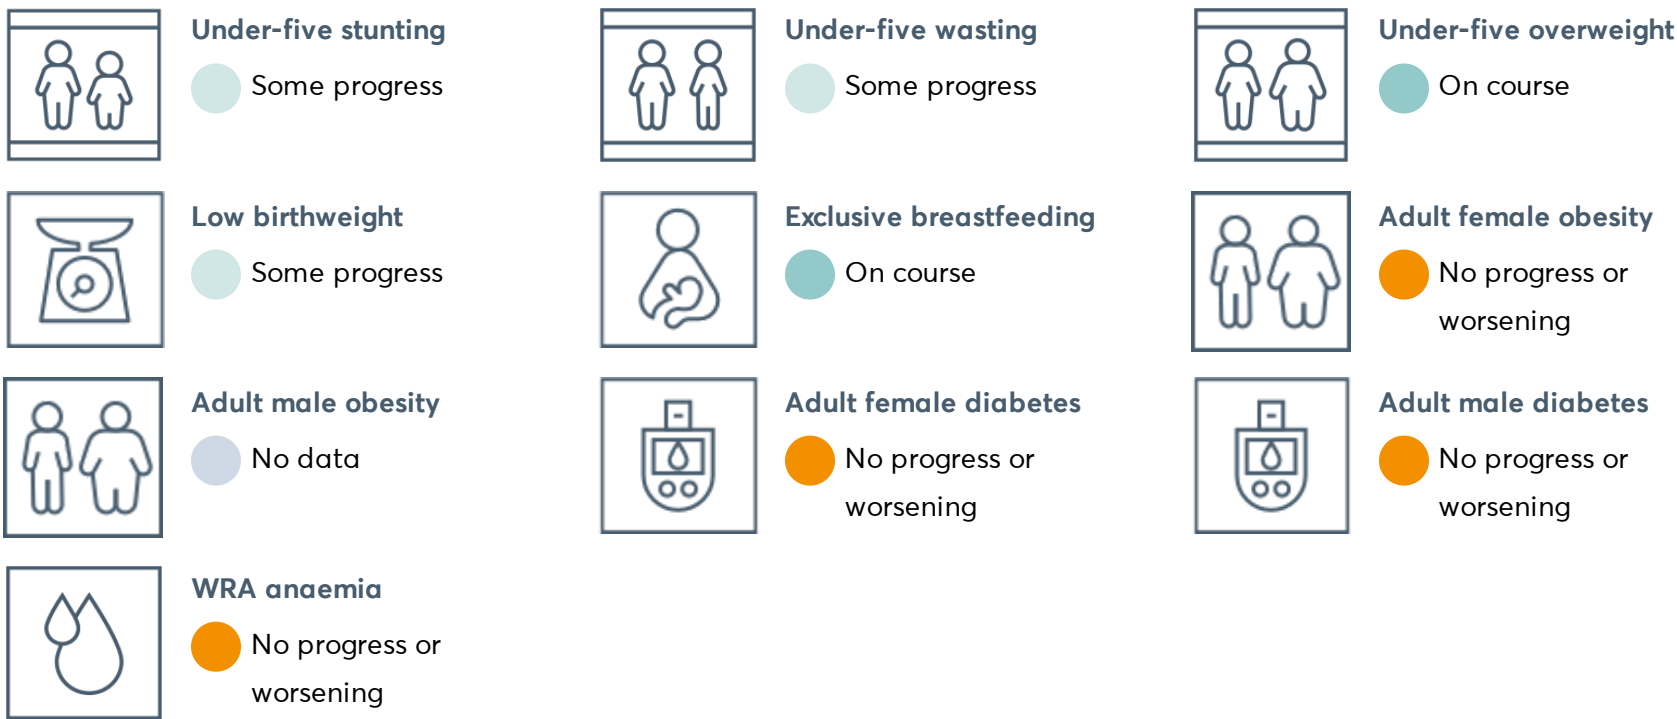 Under-five stunting
Some progress
Under-five wasting
Some progress
Under-five overweight
On course
Low birthweight
Some progress
Exclusive breastfeeding
On course
Adult female obesity
No progress or
worsening
Adult male obesity
No data
Adult female diabetes
No progress or
worsening
Adult male diabetes
No progress or
worsening
WRA anaemia
No progress or
worsening